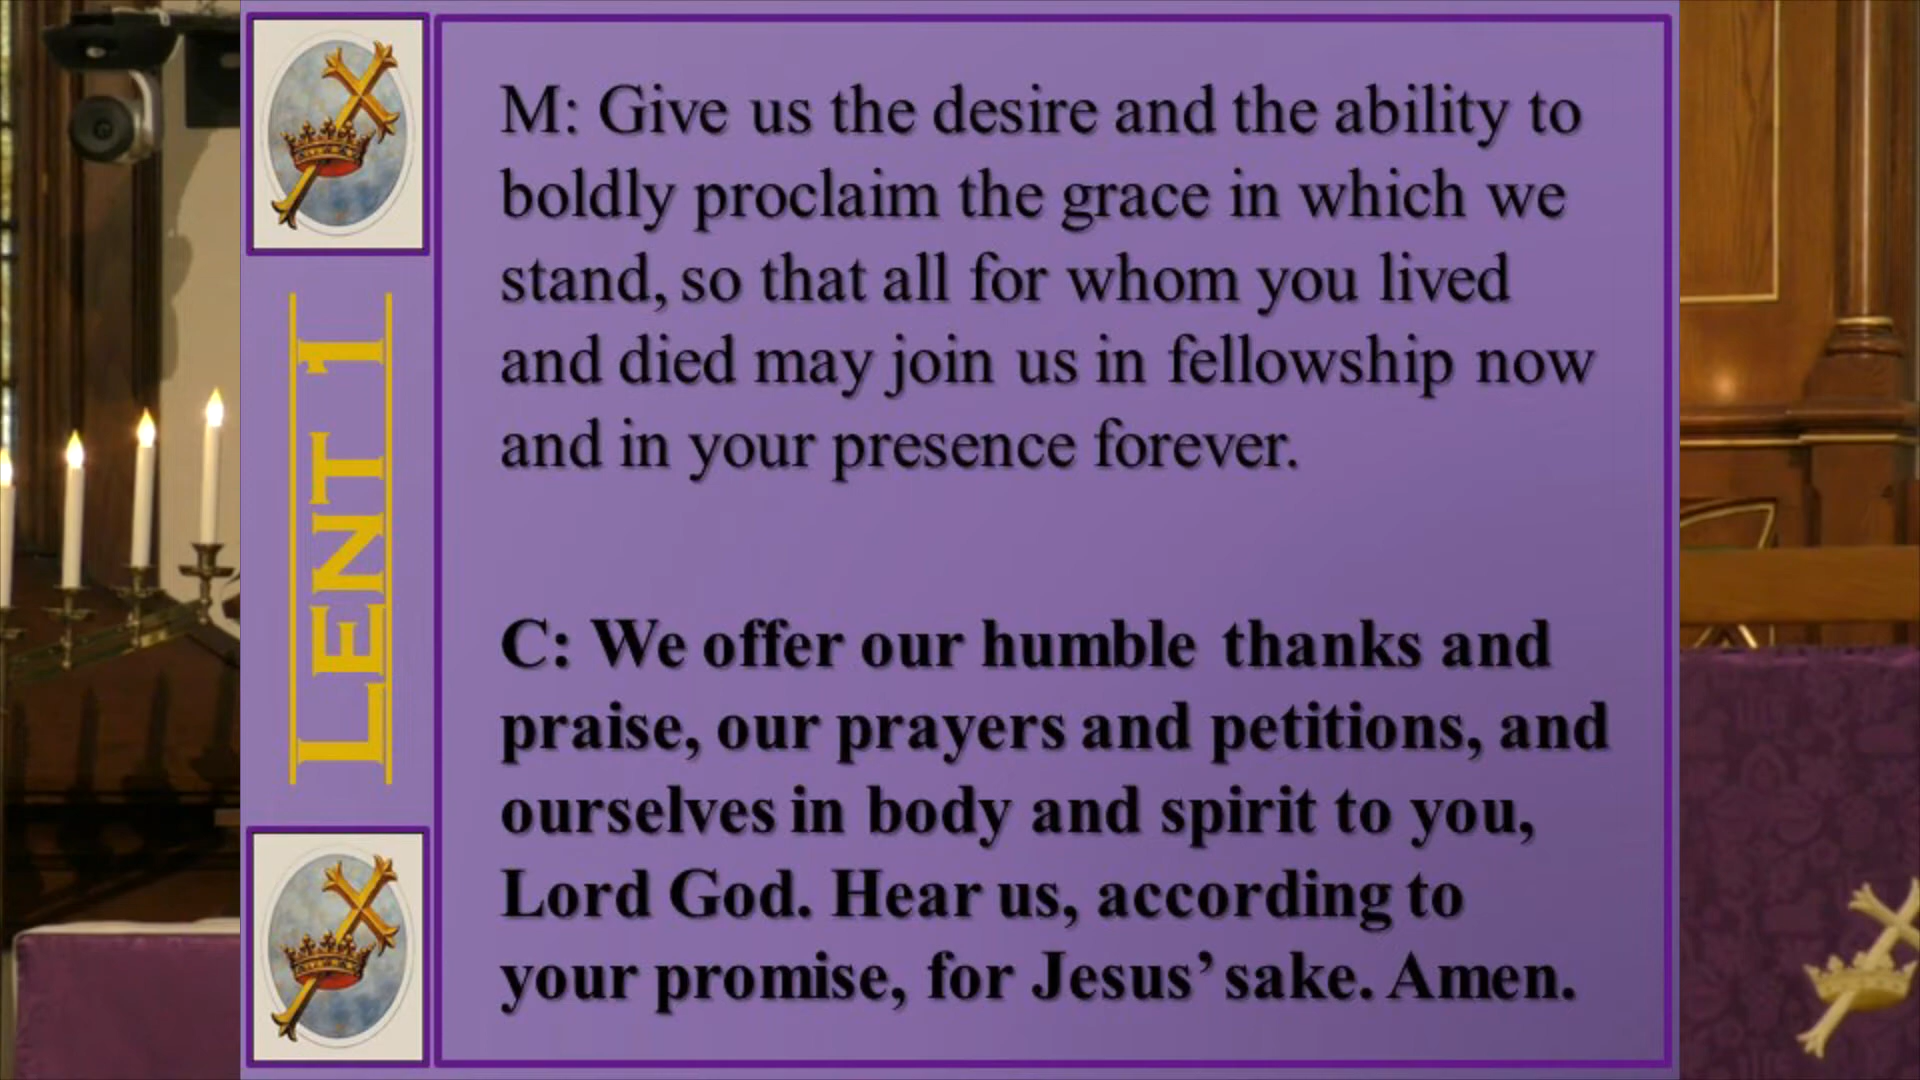 LENT 1
M: Give us the desire and the ability to
boldly proclaim the grace in which we
stand, so that all for whom you lived
and died may join us in fellowship now
and in your presence forever.
C: We offer our humble thanks and
praise, our prayers and petitions, and
ourselves in body and spirit to you,
Lord God. Hear us, according to
your promise, for Jesus’ sake. Amen.